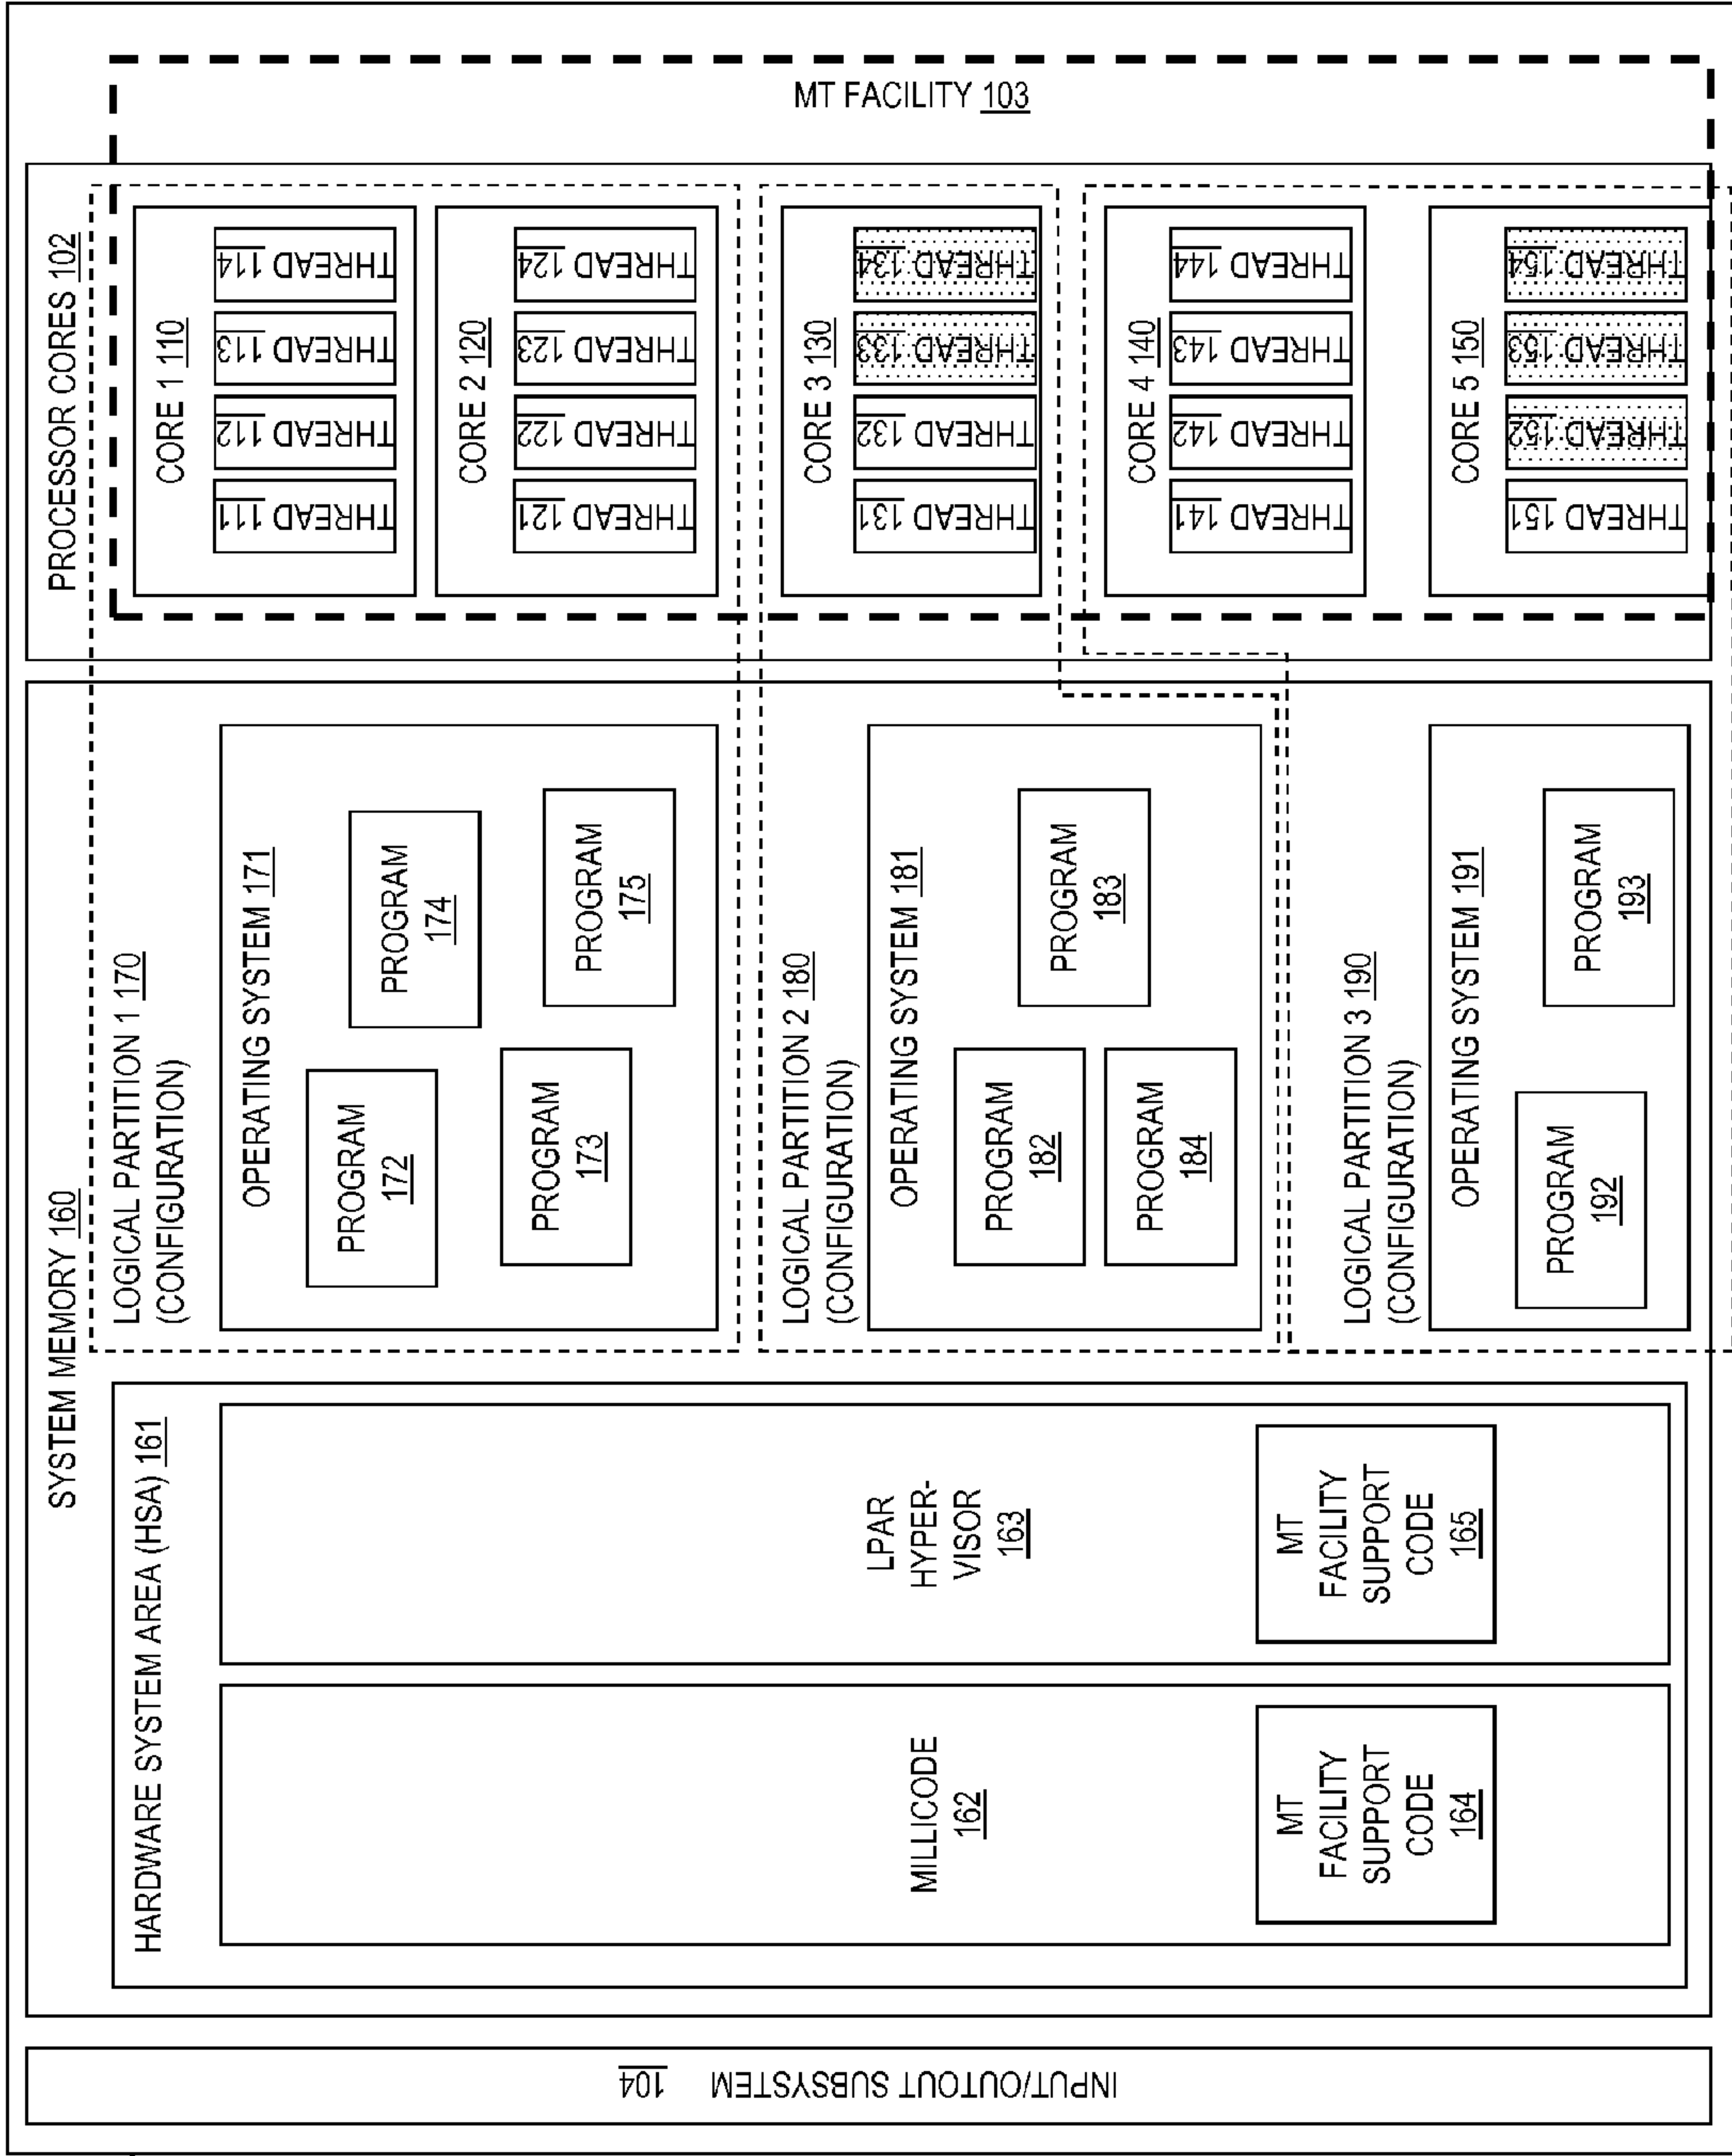 INPUT/OUTOUT SUBSYSTEM 104
SYSTEM MEMORY 160
HARDWARE SYSTEM AREA (HSA) 161
MILLICODE
162
MT
FACILITY
SUPPORT
CODE
164
LPAR
HYPER-
VISOR
163
MT
FACILITY
SUPPORT
CODE
165
LOGICAL PARTITION 1 170
(CONFIGURATION)
OPERATING SYSTEM 171
PROGRAM
172
PROGRAM
174
PROGRAM
173
PROGRAM
175
LOGICAL PARTITION 2 180
(CONFIGURATION)
OPERATING SYSTEM 181
PROGRAM
182
PROGRAM
183
PROGRAM
184
LOGICAL PARTITION 3 190
(CONFIGURATION)
OPERATING SYSTEM 191
PROGRAM
192
PROGRAM
193
PROCESSOR CORES 102
CORE 1 110
THREAD 111
THREAD 112
THREAD 113
THREAD 114
CORE 2 120
THREAD 121
THREAD 122
THREAD 123
THREAD 124
CORE 3 130
THREAD 131
THREAD 132
THREAD 133
THREAD 134
CORE 4 140
THREAD 141
THREAD 142
THREAD 143
THREAD 144
CORE 5 150
THREAD 151
THREAD 152
THREAD 153
THREAD 154
MT FACILITY 103